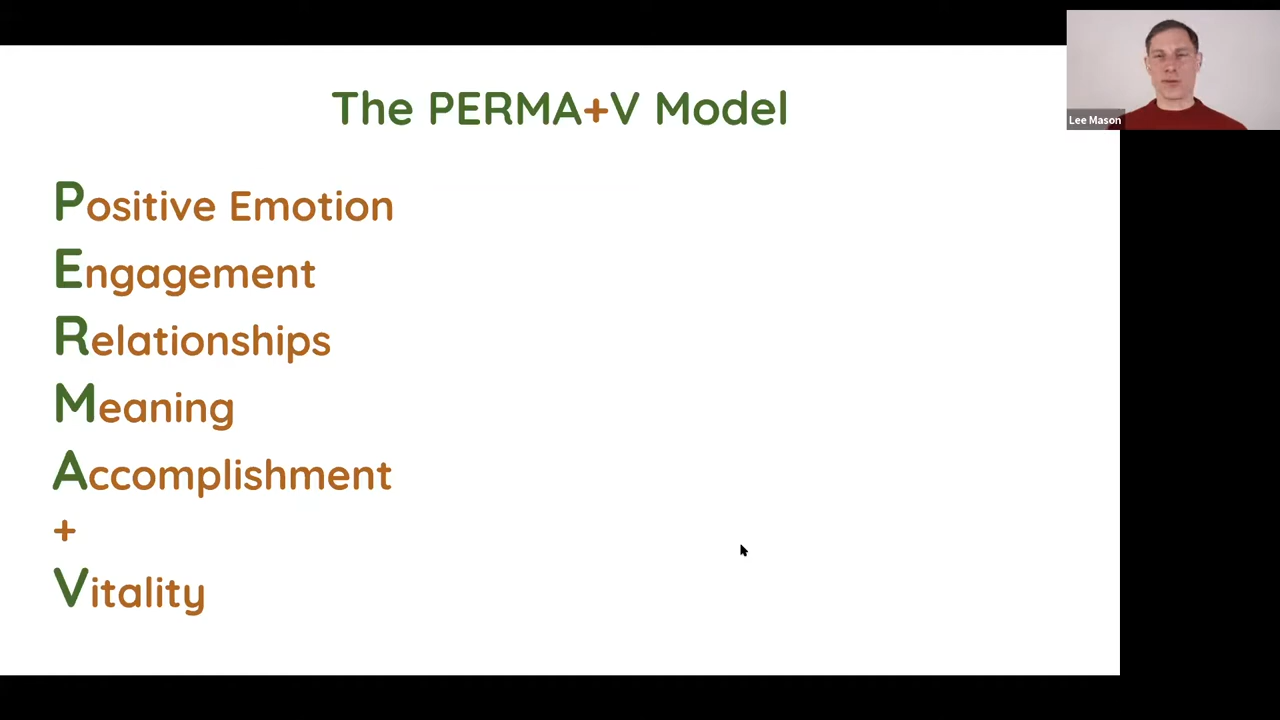 The PERMA+V Model
Lee Mason
Positive Emotion
Engagement
Relationships
Meaning
Accomplishment
+
Vitality